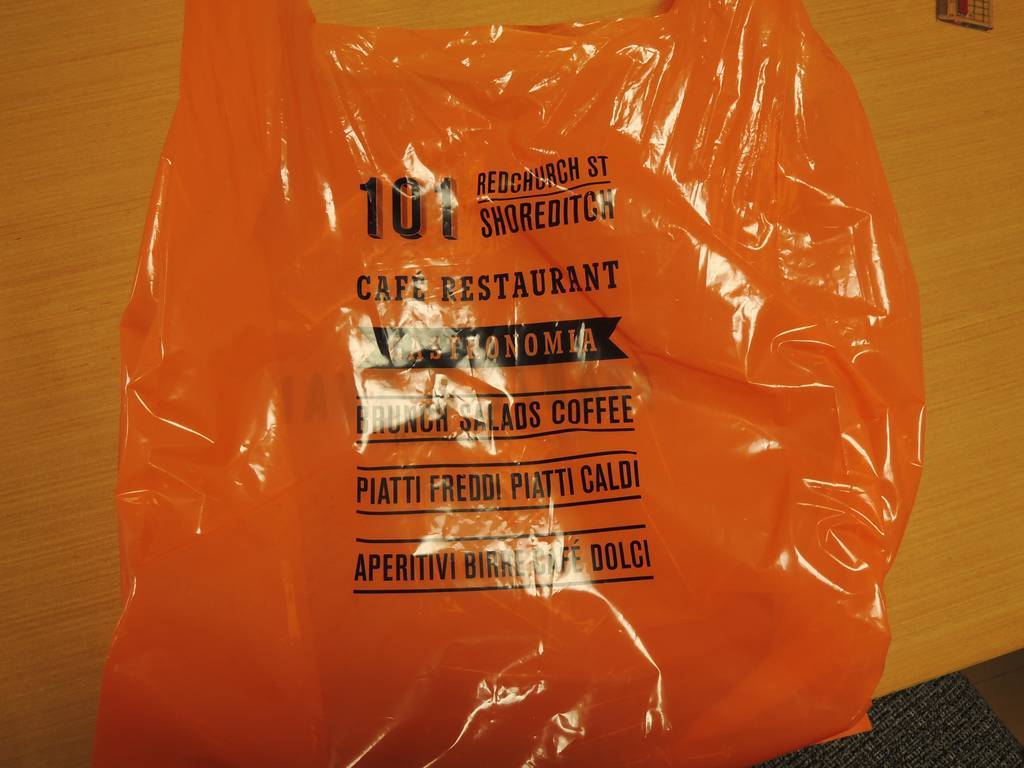 101 REDCHURCH ST
SHOREDITCH
CAFÉ RESTAURANT
GASTRONOMIA
BRUNCH SALADS COFFEE
PIATTI FREDDI PIATTI CALDI
APERITIVI BIRRE CAFÉ DOLCI